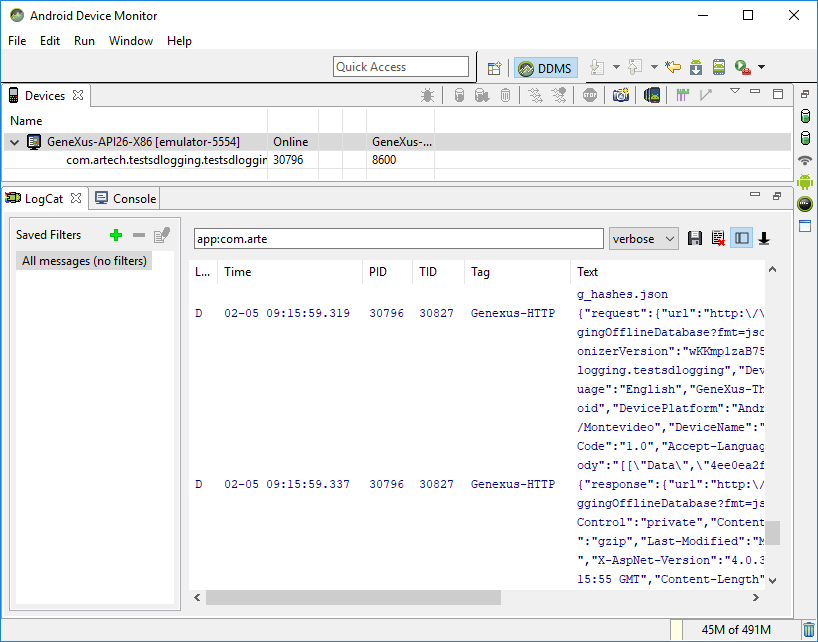 Android Device Monitor
File Edit Run Window Help
Quick Access
DDMS
Devices
Name
GeneXus-API26-X86 [emulator-5554] Online GeneXus-...
com.artech.testsdlogging.testsdloggin 30796 8600
LogCat Console
Saved Filters
app:com.arte verbose
All messages (no filters)
L... Time PID TID Tag Text
g_hashes.json
D 02-05 09:15:59.319 30796 30827 Genexus-HTTP {"request":{"url":"http:\/\
gingOfflineDatabase?fmt=jsc
onizerVersion":"wKKmplzaB75
logging.testsdlogging","Dev
uage":"English","GeneXus-Th
oid","DevicePlatform":"Andr
/Montevideo","DeviceName":"
Code":"1.0","Accept-Languag
ody":"[[\"Data\",\"4ee0ea2f
D 02-05 09:15:59.337 30796 30827 Genexus-HTTP {"response":{"url":"http:\/
ggingOfflineDatabase?fmt=js
Control":"private","Content
":"gzip","Last-Modified":"M
","X-AspNet-Version":"4.0.3
15:55 GMT","Content-Length"
45M of 491M